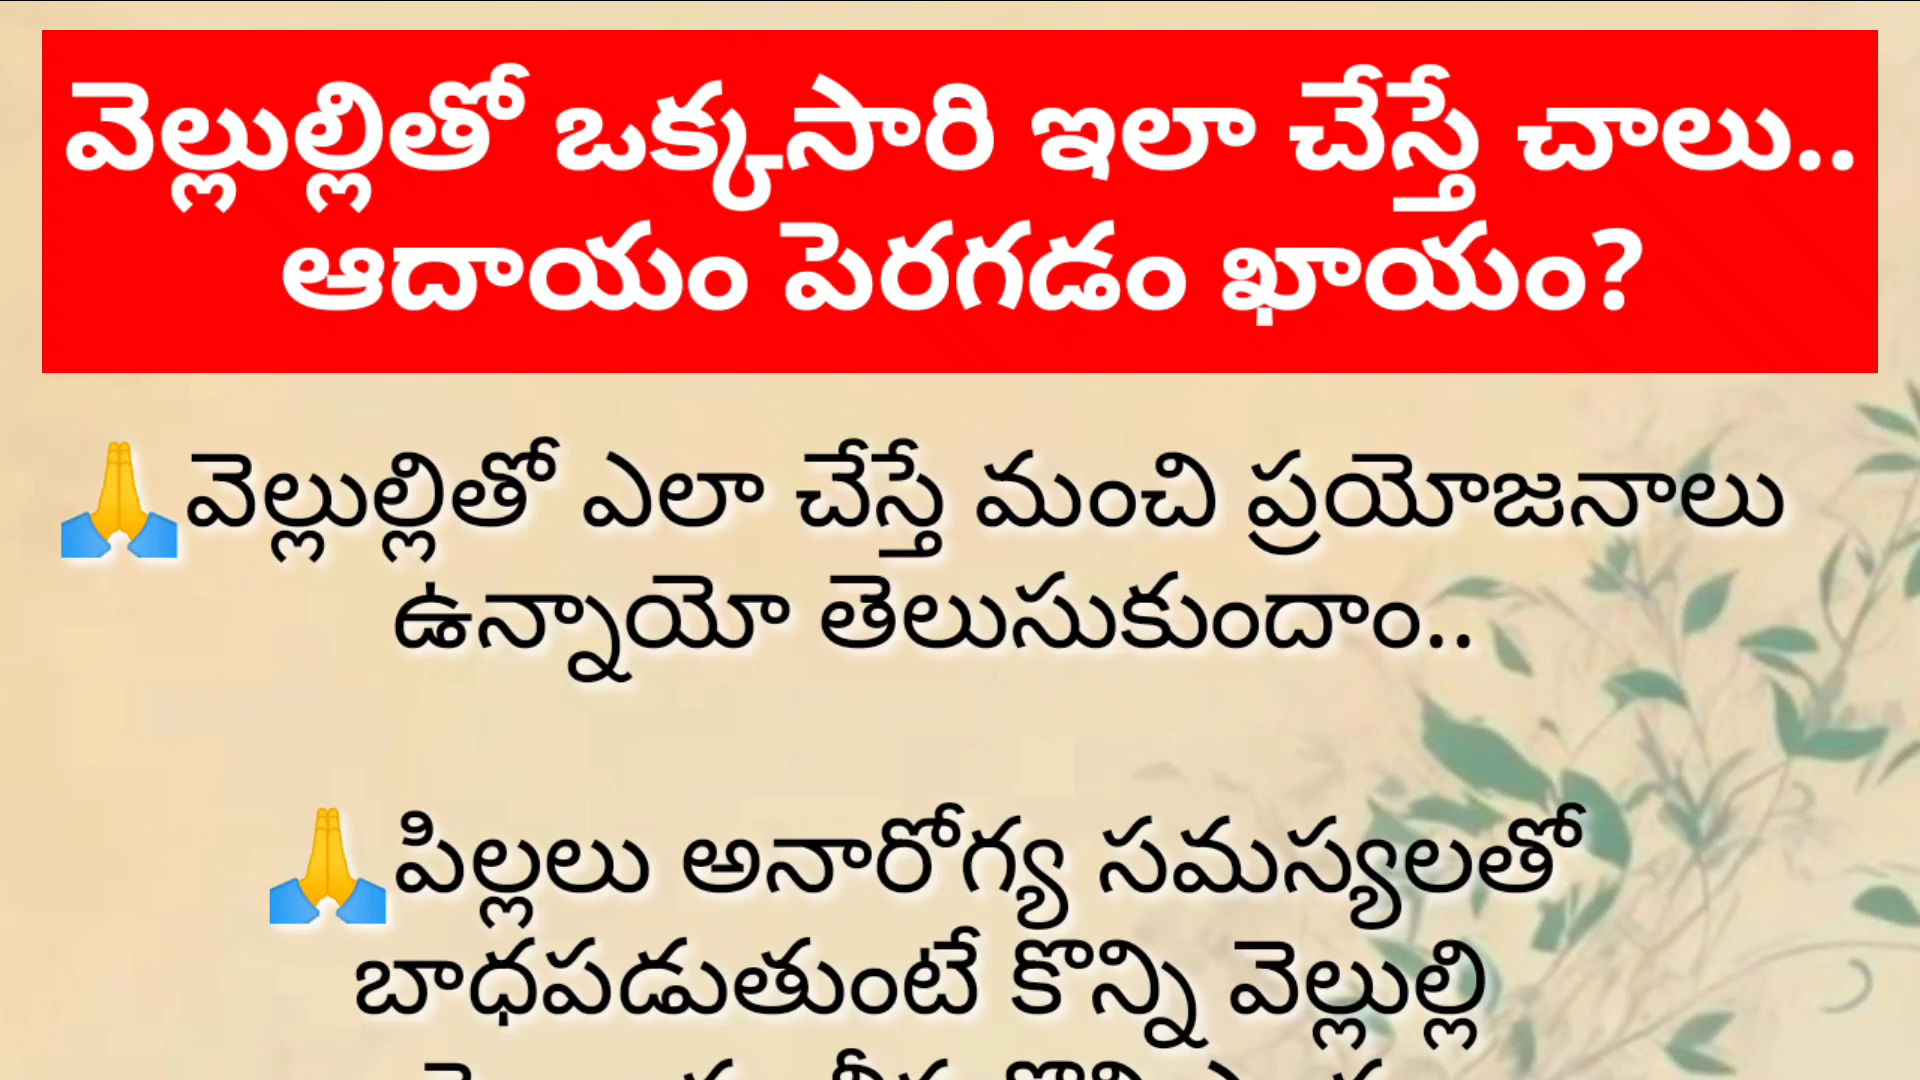 వెల్లుల్లితో ఒక్కసారి ఇలా చేస్తే చాలు..
ఆదాయం పెరగడం ఖాయం?
🙏వెల్లుల్లితో ఎలా చేస్తే మంచి ప్రయోజనాలు
ఉన్నాయో తెలుసుకుందాం..
🙏పిల్లలు అనారోగ్య సమస్యలతో
బాధపడుతుంటే కొన్ని వెల్లుల్లి